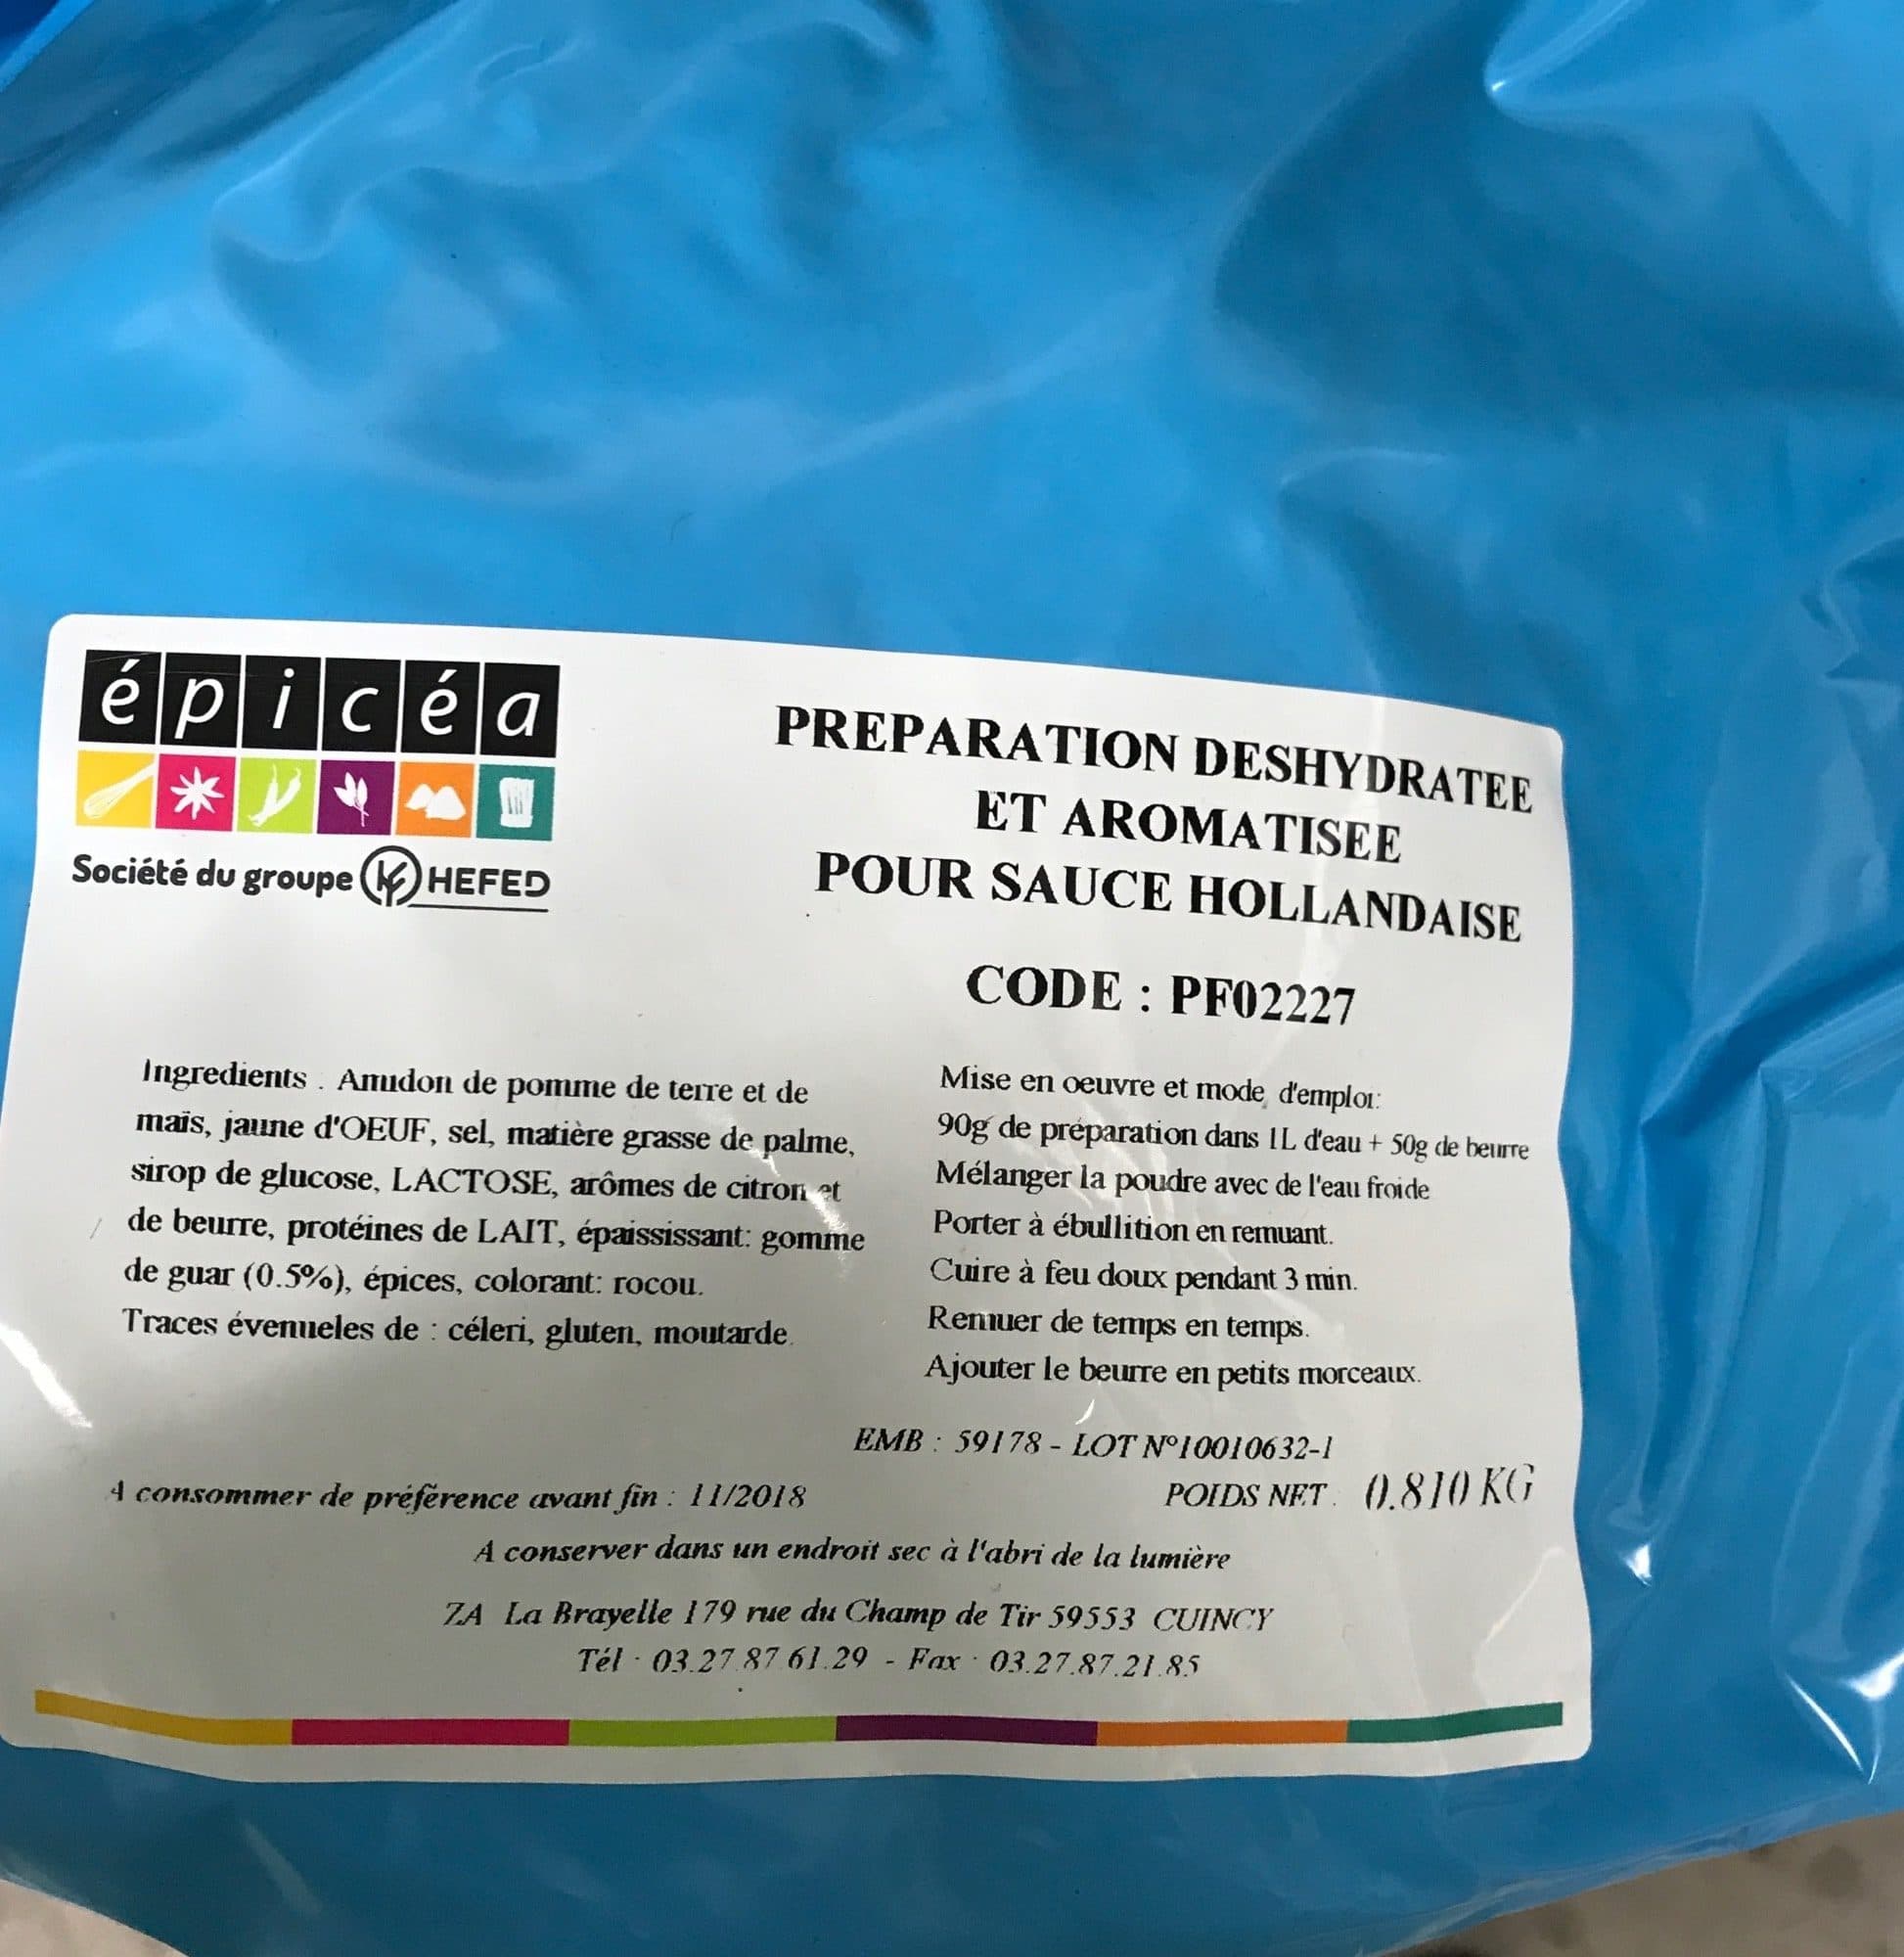 épicéa
Société du groupe HEFED
PREPARATION DESHYDRATEE
ET AROMATISEE
POUR SAUCE HOLLANDAISE
CODE : PF02227
Ingredients : Amidon de pomme de terre et de
maïs, jaune d'OEUF, sel, matière grasse de palme,
sirop de glucose, LACTOSE, arômes de citron et
de beurre, protéines de LAIT, épaississant: gomme
de guar (0.5%), épices, colorant: rocou.
Traces évenueles de : céleri, gluten, moutarde.
Mise en oeuvre et mode d'emploi:
90g de préparation dans 1L d'eau + 50g de beurre
Mélanger la poudre avec de l'eau froide
Porter à ébullition en remuant.
Cuire à feu doux pendant 3 min.
Remuer de temps en temps.
Ajouter le beurre en petits morceaux.
EMB : 59178 - LOT N°10010632-1
A consommer de préférence avant fin : 11/2018
POIDS NET : 0.810 KG
A conserver dans un endroit sec à l'abri de la lumière
ZA La Brayelle 179 rue du Champ de Tir 59553 CUINCY
Tél : 03.27.87.61.29 - Fax : 03.27.87.21.85